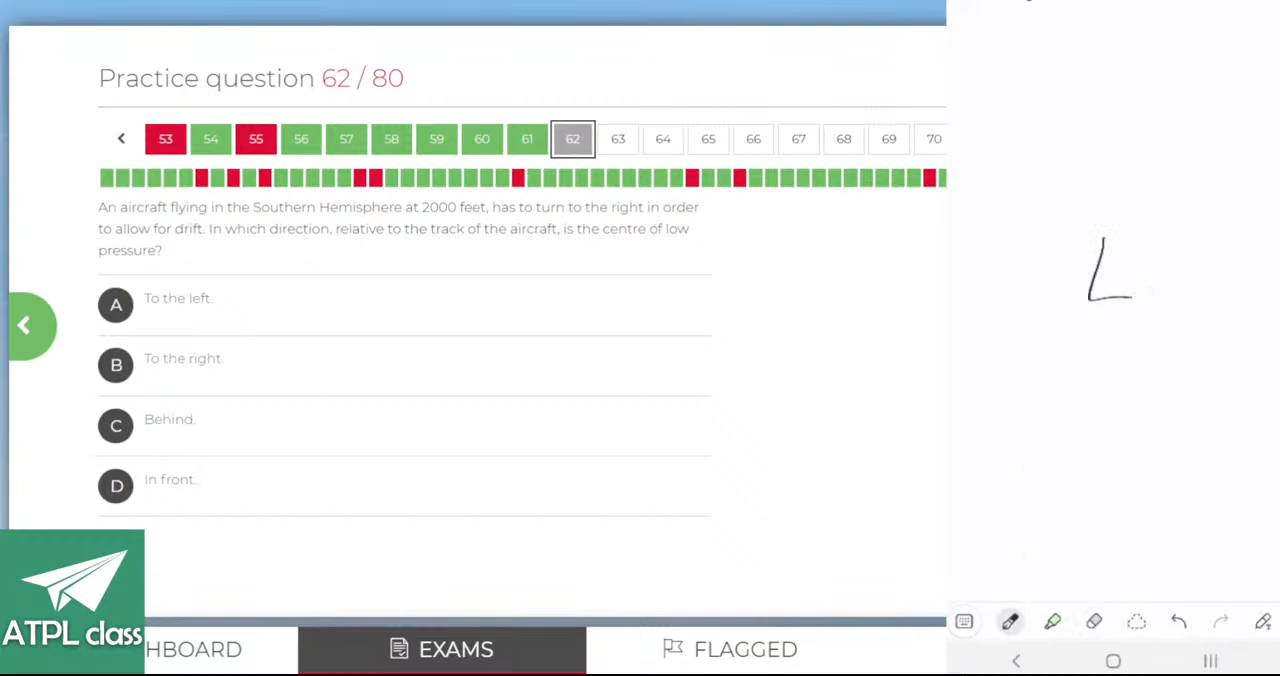 Practice question 62 / 80
53 54 55 56 57 58 59 60 61 62 63 64 65 66 67 68 69 70
An aircraft flying in the Southern Hemisphere at 2000 feet, has to turn to the right in order
to allow for drift. In which direction, relative to the track of the aircraft, is the centre of low
pressure?
A To the left.
B To the right.
C Behind.
D In front.
L
ATPL class
HBOARD
EXAMS
FLAGGED